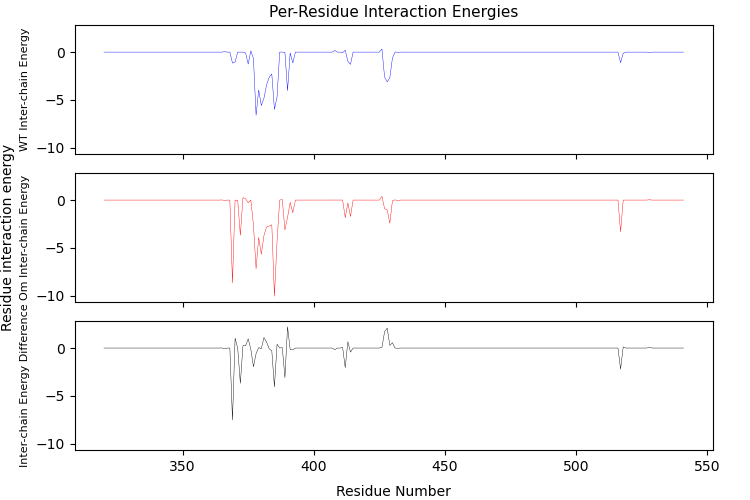 Per-Residue Interaction Energies
Residue interaction energy
WT Inter-chain Energy
0
−5
−10
Om Inter-chain Energy
0
−5
−10
Inter-chain Energy Difference
0
−5
−10
350
400
450
500
550
Residue Number